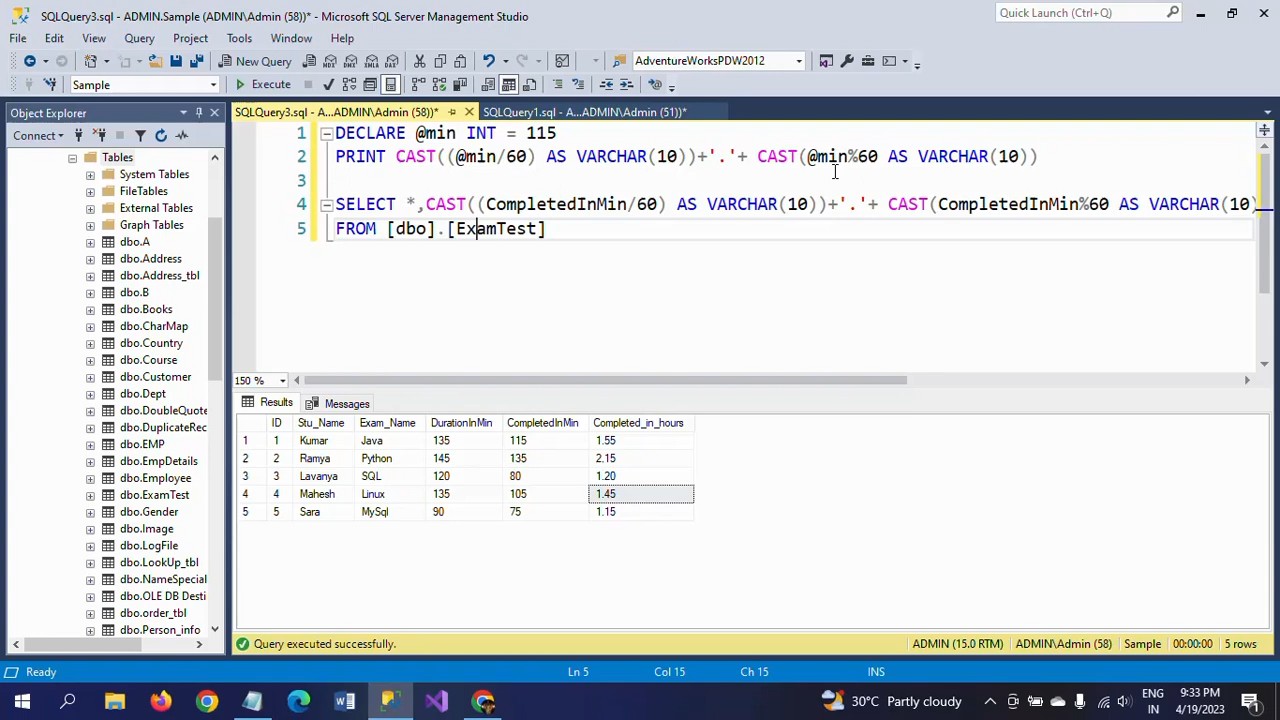 SQLQuery3.sql - ADMIN.Sample (ADMIN\Admin (58))* - Microsoft SQL Server Management Studio
Quick Launch (Ctrl+Q)
File Edit View Query Project Tools Window Help
New Query MDX DMX XMLA DAX AdventureWorksPDW2012
Sample Execute
Object Explorer
SQLQuery3.sql - A...ADMIN\Admin (58))* SQLQuery1.sql - A...ADMIN\Admin (51))*
Connect
Tables
System Tables
FileTables
External Tables
Graph Tables
dbo.A
dbo.Address
dbo.Address_tbl
dbo.B
dbo.Books
dbo.CharMap
dbo.Country
dbo.Course
dbo.Customer
dbo.Dept
dbo.DoubleQuote
dbo.DuplicateRec
dbo.EMP
dbo.EmpDetails
dbo.Employee
dbo.ExamTest
dbo.Gender
dbo.Image
dbo.LogFile
dbo.LookUp_tbl
dbo.NameSpecial
dbo.OLE DB Desti
dbo.order_tbl
dbo.Person_info
1 DECLARE @min INT = 115
2 PRINT CAST((@min/60) AS VARCHAR(10))+'.'+ CAST(@min%60 AS VARCHAR(10))
3
4 SELECT *,CAST((CompletedInMin/60) AS VARCHAR(10))+'.'+ CAST(CompletedInMin%60 AS VARCHAR(10)
5 FROM [dbo].[ExamTest]
150 %
Results Messages
ID Stu_Name Exam_Name DurationInMin CompletedInMin Completed_in_hours
1 1 Kumar Java 135 115 1.55
2 2 Ramya Python 145 135 2.15
3 3 Lavanya SQL 120 80 1.20
4 4 Mahesh Linux 135 105 1.45
5 5 Sara MySql 90 75 1.15
Query executed successfully. ADMIN (15.0 RTM) ADMIN\Admin (58) Sample 00:00:00 5 rows
Ready Ln 5 Col 15 Ch 15 INS
30°C Partly cloudy ENG IN 9:33 PM 4/19/2023